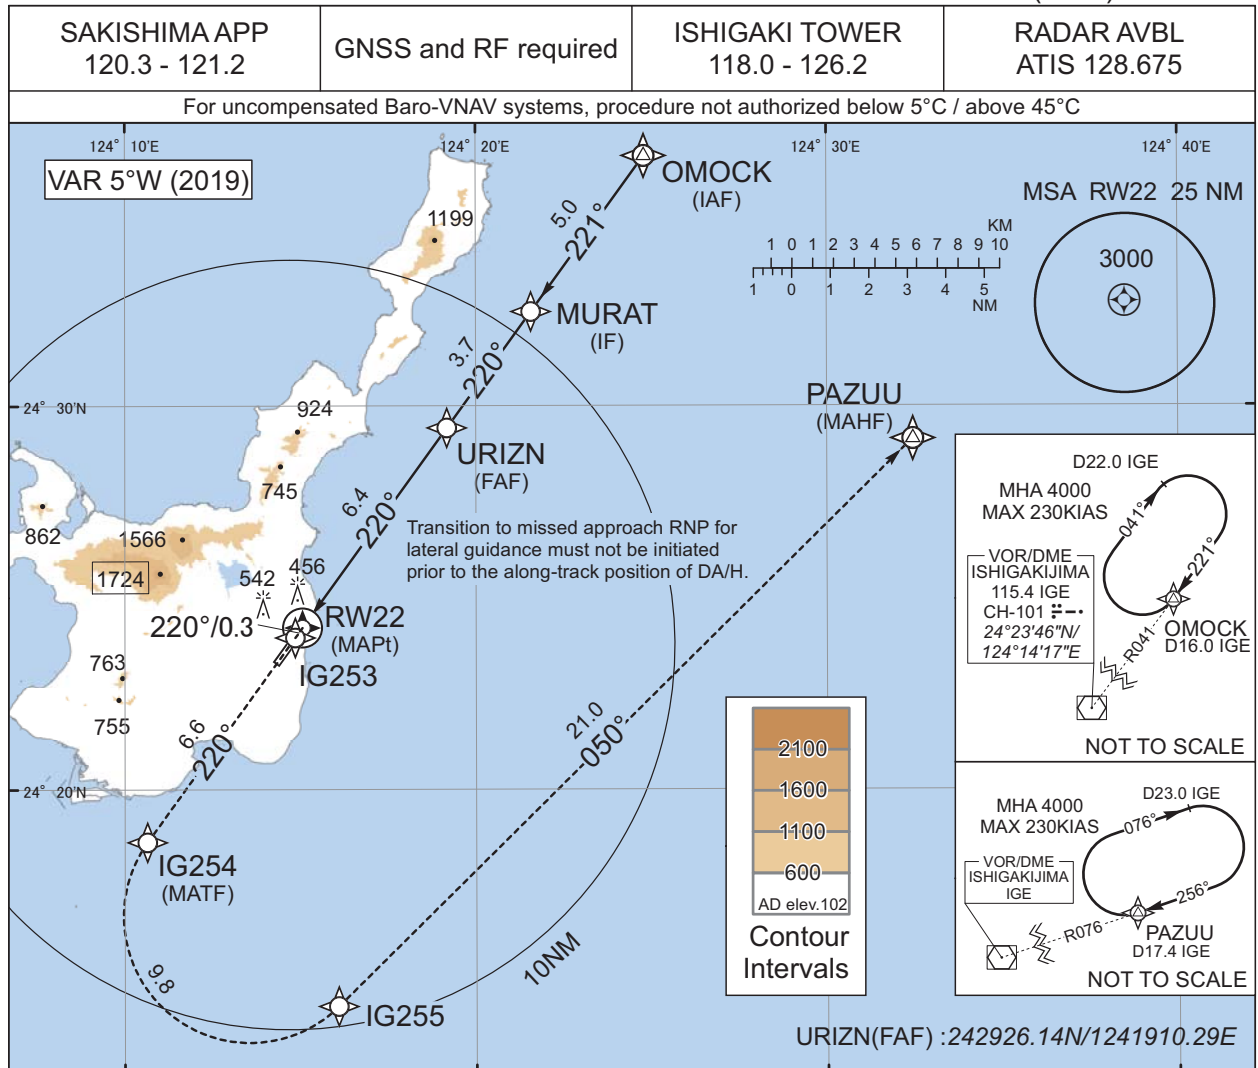 SAKISHIMA APP
120.3 - 121.2
GNSS and RF required
ISHIGAKI TOWER
118.0 - 126.2
RADAR AVBL
ATIS 128.675
For uncompensated Baro-VNAV systems, procedure not authorized below 5°C / above 45°C
124° 10'E
124° 20'E
124° 30'E
124° 40'E
VAR 5°W (2019)
OMOCK
(IAF)
MSA RW22 25 NM
3000
KM
1 0 1 2 3 4 5 6 7 8 9 10
1 0 1 2 3 4 5
NM
1199
5.0
221°
MURAT
(IF)
3.7
220°
PAZUU
(MAHF)
24° 30'N
924
URIZN
(FAF)
745
6.4
220°
Transition to missed approach RNP for
lateral guidance must not be initiated
prior to the along-track position of DA/H.
862
1566
1724
542
456
220°/0.3
RW22
(MAPt)
IG253
763
755
6.6
220°
21.0
050°
24° 20'N
IG254
(MATF)
9.8
IG255
10NM
2100
1600
1100
600
AD elev.102
Contour
Intervals
D22.0 IGE
MHA 4000
MAX 230KIAS
041°
221°
VOR/DME
ISHIGAKIJIMA
115.4 IGE
CH-101
24°23'46"N/
124°14'17"E
OMOCK
D16.0 IGE
R041
NOT TO SCALE
D23.0 IGE
MHA 4000
MAX 230KIAS
076°
256°
VOR/DME
ISHIGAKIJIMA
IGE
R076
PAZUU
D17.4 IGE
NOT TO SCALE
URIZN(FAF) :242926.14N/1241910.29E